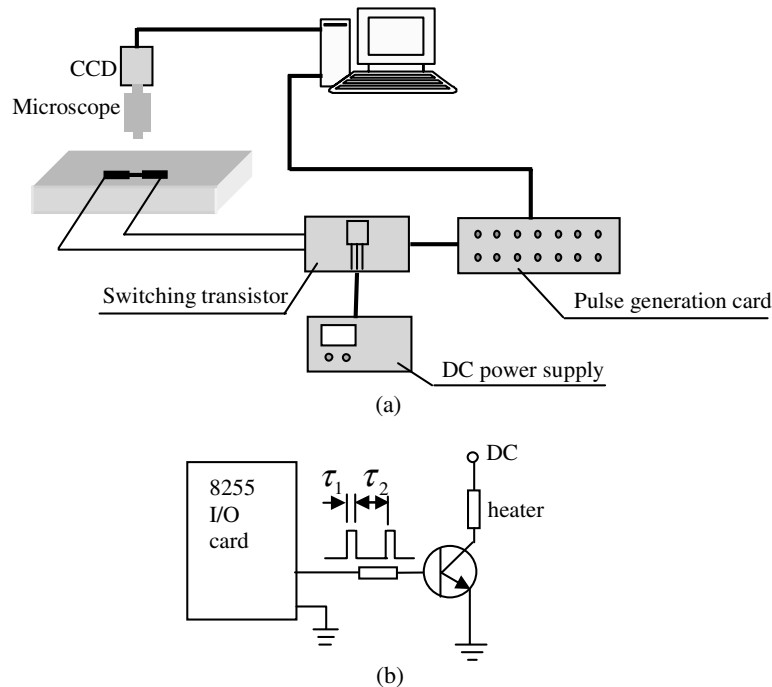 CCD
Microscope
Switching transistor
Pulse generation card
DC power supply
(a)
8255
I/O
card
τ₁ τ₂
DC
heater
(b)